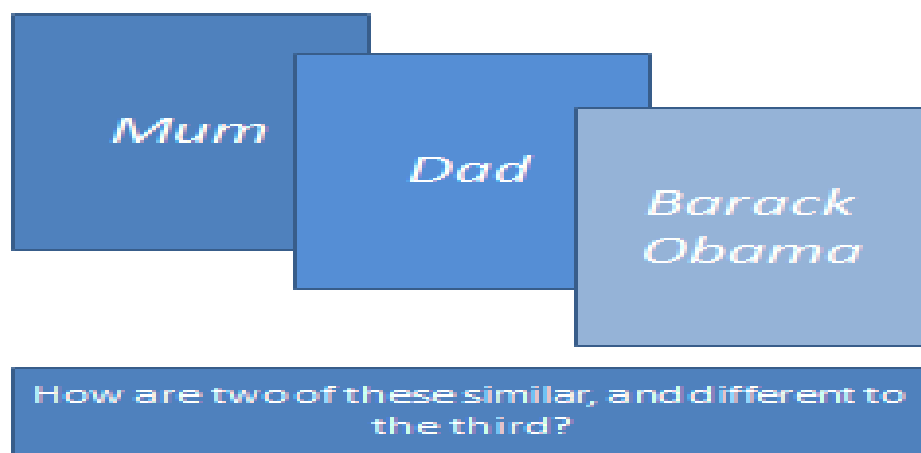 Mum
Dad
Barack
Obama
How are two of these similar, and different to
the third?